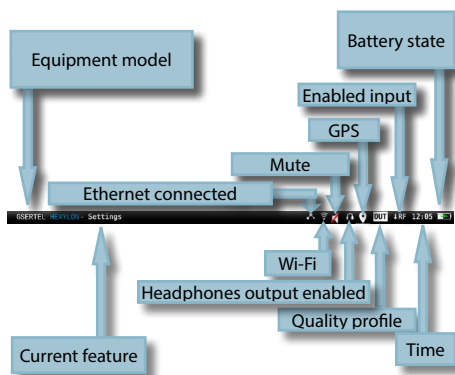 Equipment model
Battery state
Enabled input
GPS
Mute
Ethernet connected
GSERTEL HEXYLON- Settings OUT RF 12:05
Wi-Fi
Headphones output enabled
Quality profile
Time
Current feature